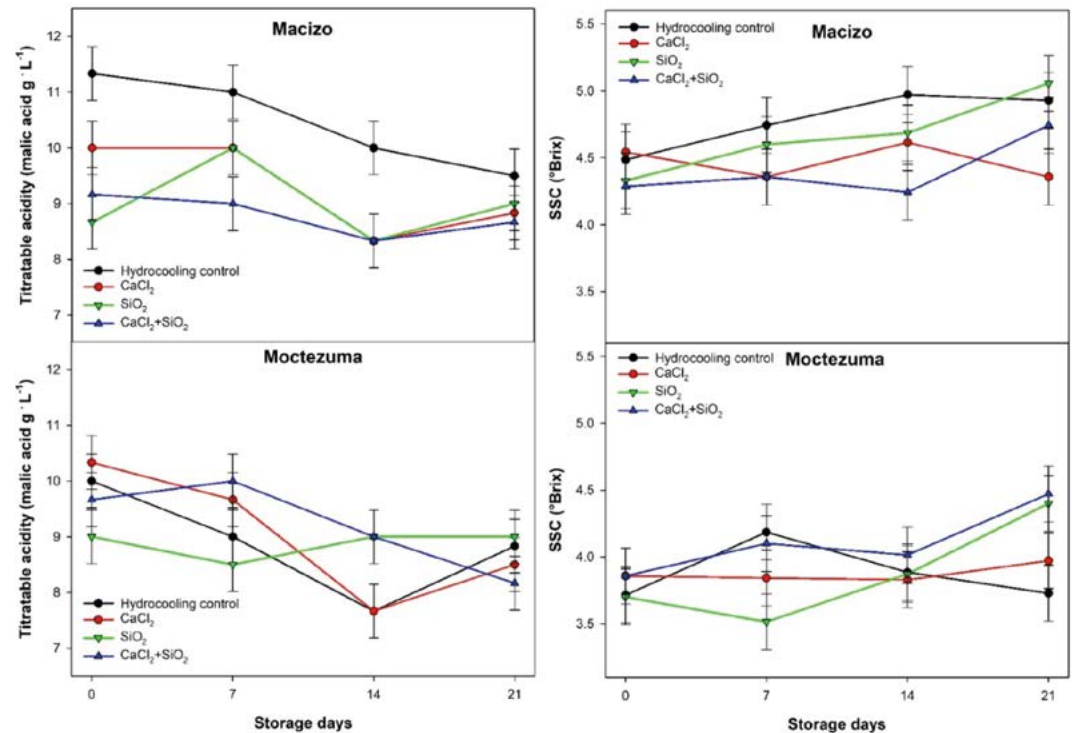 Macizo
Titratable acidity (malic acid g · L⁻¹)
12
11
10
9
8
7
Hydrocooling control
CaCl₂
SiO₂
CaCl₂+SiO₂
Macizo
SSC (°Brix)
5.5
5.0
4.5
4.0
3.5
Hydrocooling control
CaCl₂
SiO₂
CaCl₂+SiO₂
Moctezuma
Titratable acidity (malic acid g · L⁻¹)
12
11
10
9
8
7
Hydrocooling control
CaCl₂
SiO₂
CaCl₂+SiO₂
0 7 14 21
Storage days
Moctezuma
SSC (°Brix)
5.5
5.0
4.5
4.0
3.5
Hydrocooling control
CaCl₂
SiO₂
CaCl₂+SiO₂
0 7 14 21
Storage days